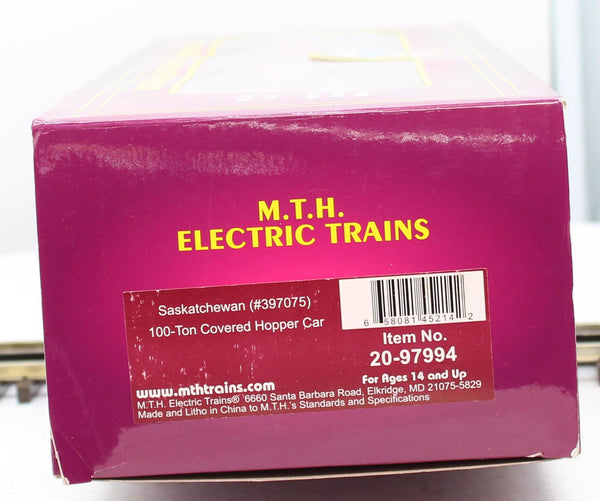 M.T.H.
ELECTRIC TRAINS
Saskatchewan (#397075)
100-Ton Covered Hopper Car
6 58081 45214 2
Item No.
20-97994
For Ages 14 and Up
www.mthtrains.com
M.T.H. Electric Trains® 6660 Santa Barbara Road, Elkridge, MD 21075-5829
Made and Litho in China to M.T.H.'s Standards and Specifications